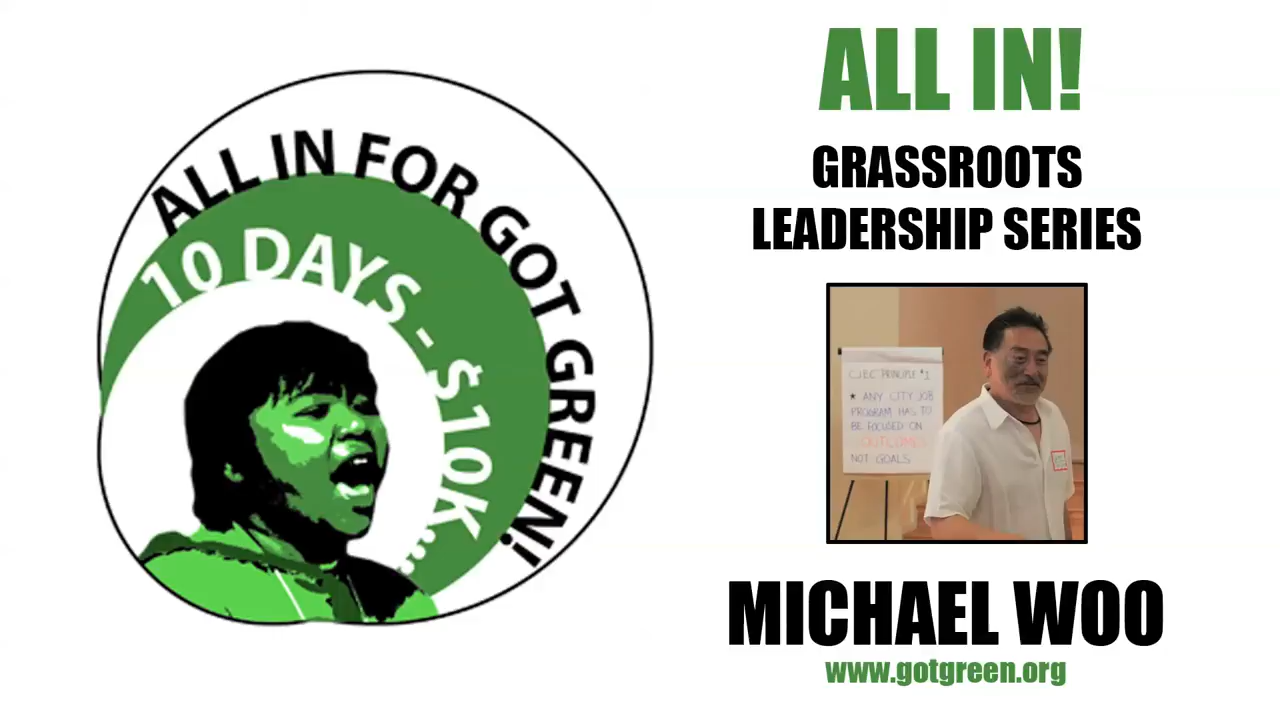 ALL IN FOR GOT GREEN!
10 DAYS - $10K...
ALL IN!
GRASSROOTS
LEADERSHIP SERIES
CJEC PRINCIPLE #1
★ ANY CITY JOB
PROGRAM HAS TO
BE FOCUSED ON
OUTCOMES
NOT GOALS
MICHAEL WOO
www.gotgreen.org